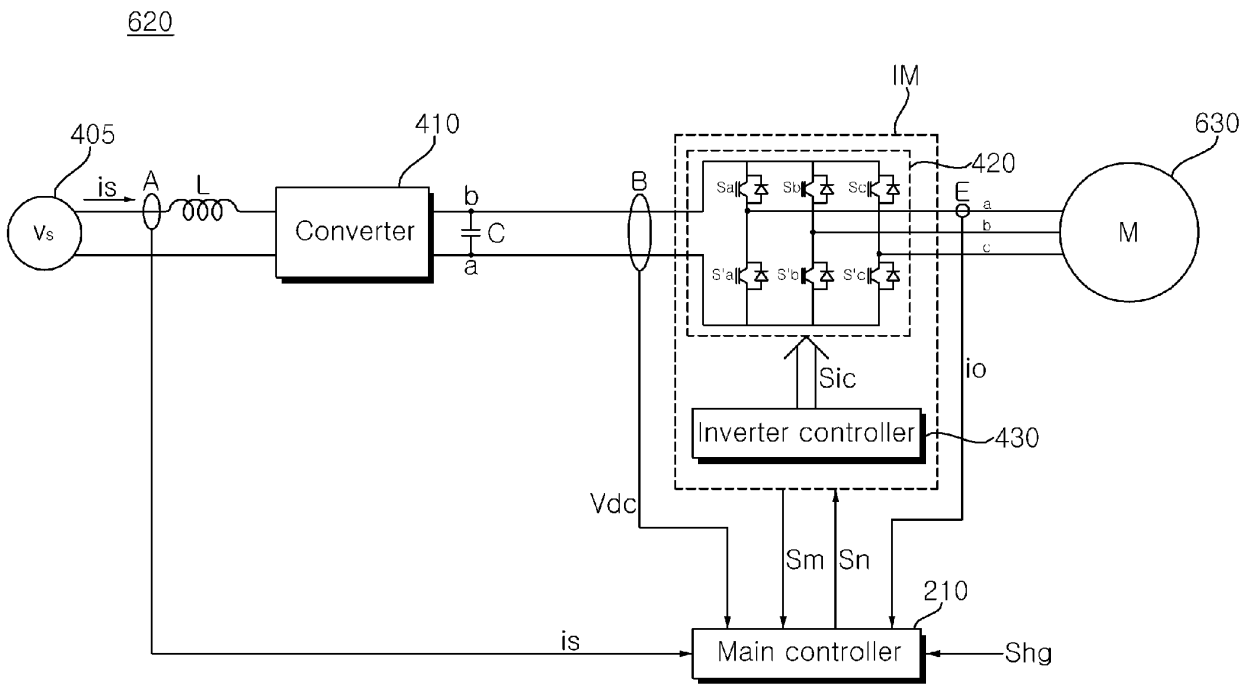 620
IM
405
410
420
630
is
A
L
b
B
Sa
Sb
Sc
E
a
Vs
Converter
C
b
M
a
c
S'a
S'b
S'c
Sic
io
Inverter controller
430
Vdc
Sm
Sn
210
is
Main controller
Shg